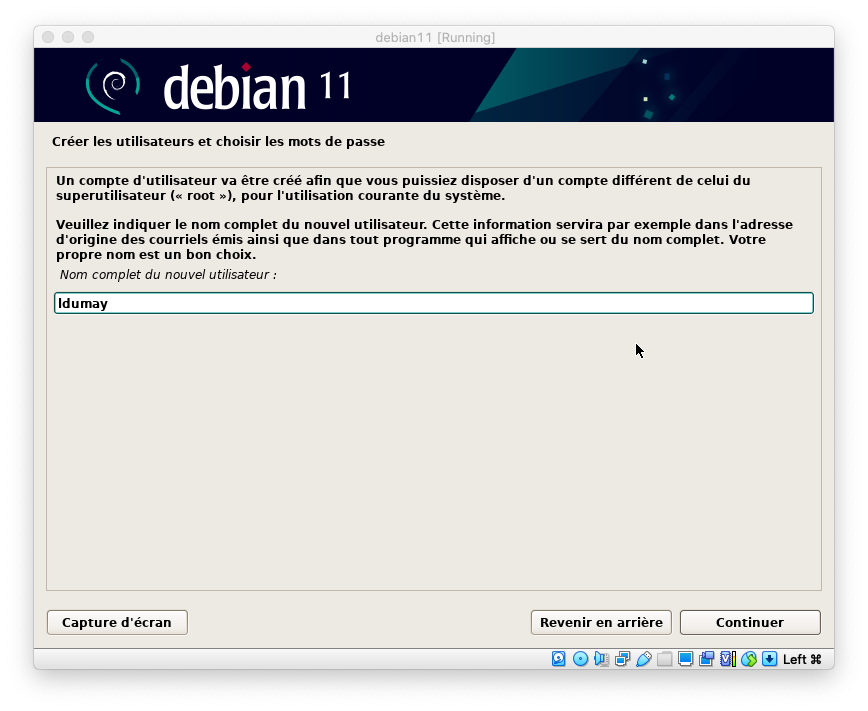 debian11 [Running]
debian 11
Créer les utilisateurs et choisir les mots de passe
Un compte d'utilisateur va être créé afin que vous puissiez disposer d'un compte différent de celui du
superutilisateur (« root »), pour l'utilisation courante du système.
Veuillez indiquer le nom complet du nouvel utilisateur. Cette information servira par exemple dans l'adresse
d'origine des courriels émis ainsi que dans tout programme qui affiche ou se sert du nom complet. Votre
propre nom est un bon choix.
Nom complet du nouvel utilisateur :
ldumay
Capture d'écran
Revenir en arrière
Continuer
Left ⌘